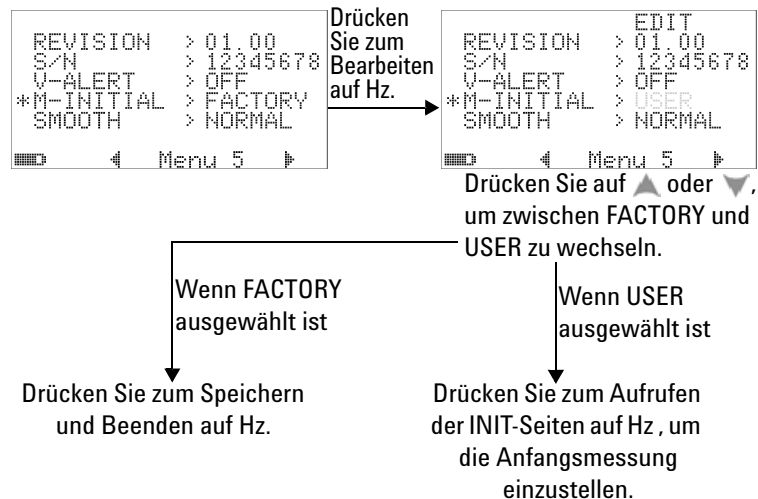 REVISION > 01.00
S/N > 12345678
V-ALERT > OFF
*M-INITIAL > FACTORY
SMOOTH > NORMAL
Menu 5
Drücken
Sie zum
Bearbeiten
auf Hz.
EDIT
REVISION > 01.00
S/N > 12345678
V-ALERT > OFF
*M-INITIAL > USER
SMOOTH > NORMAL
Menu 5
Drücken Sie auf ▲ oder ▼,
um zwischen FACTORY und
USER zu wechseln.
Wenn FACTORY
ausgewählt ist
Wenn USER
ausgewählt ist
Drücken Sie zum Speichern
und Beenden auf Hz.
Drücken Sie zum Aufrufen
der INIT-Seiten auf Hz , um
die Anfangsmessung
einzustellen.